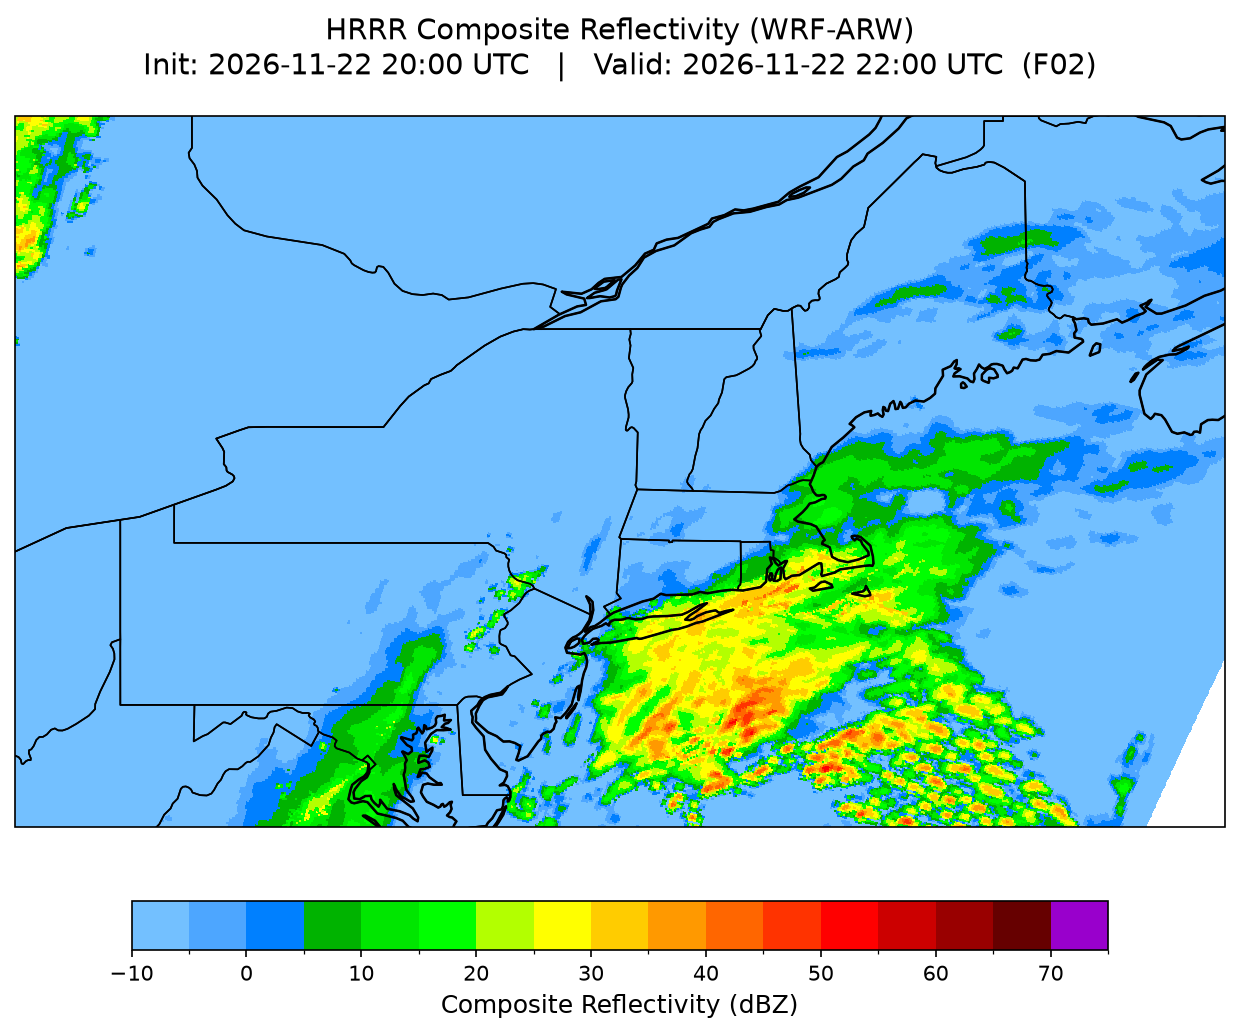 HRRR Composite Reflectivity (WRF-ARW)
Init: 2026-11-22 20:00 UTC   |   Valid: 2026-11-22 22:00 UTC  (F02)
−10 0 10 20 30 40 50 60 70
Composite Reflectivity (dBZ)